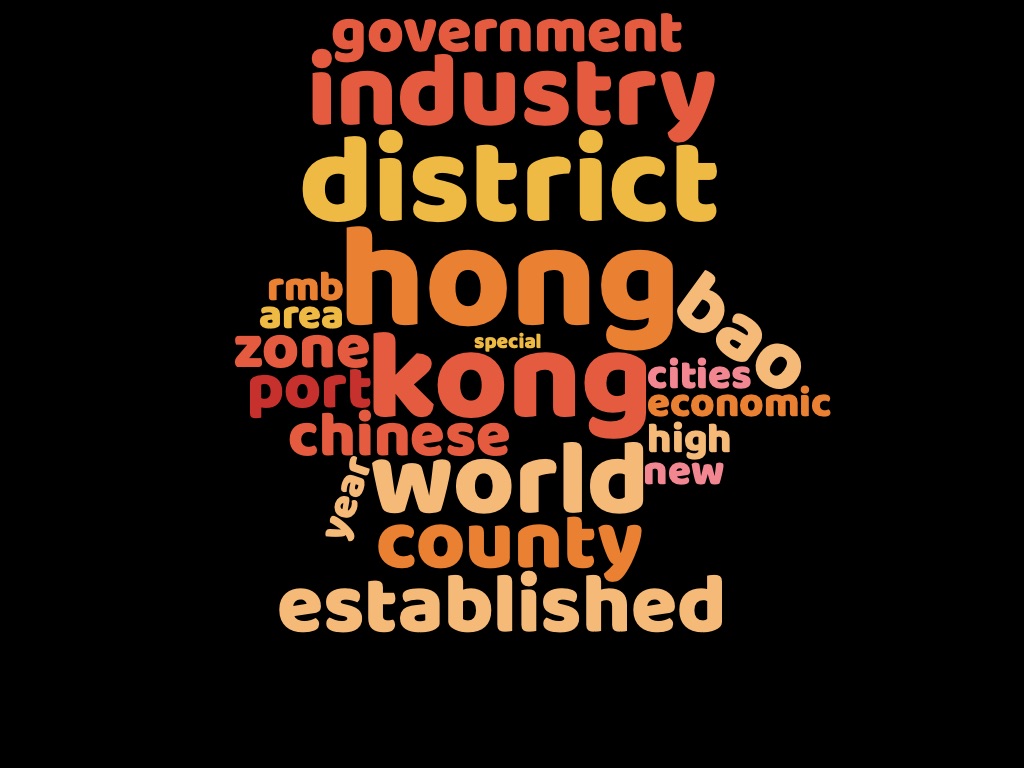 government
industry
district
hong
rmb
bao
area
special
zone
kong
cities
port
economic
chinese
high
world
new
year
county
established